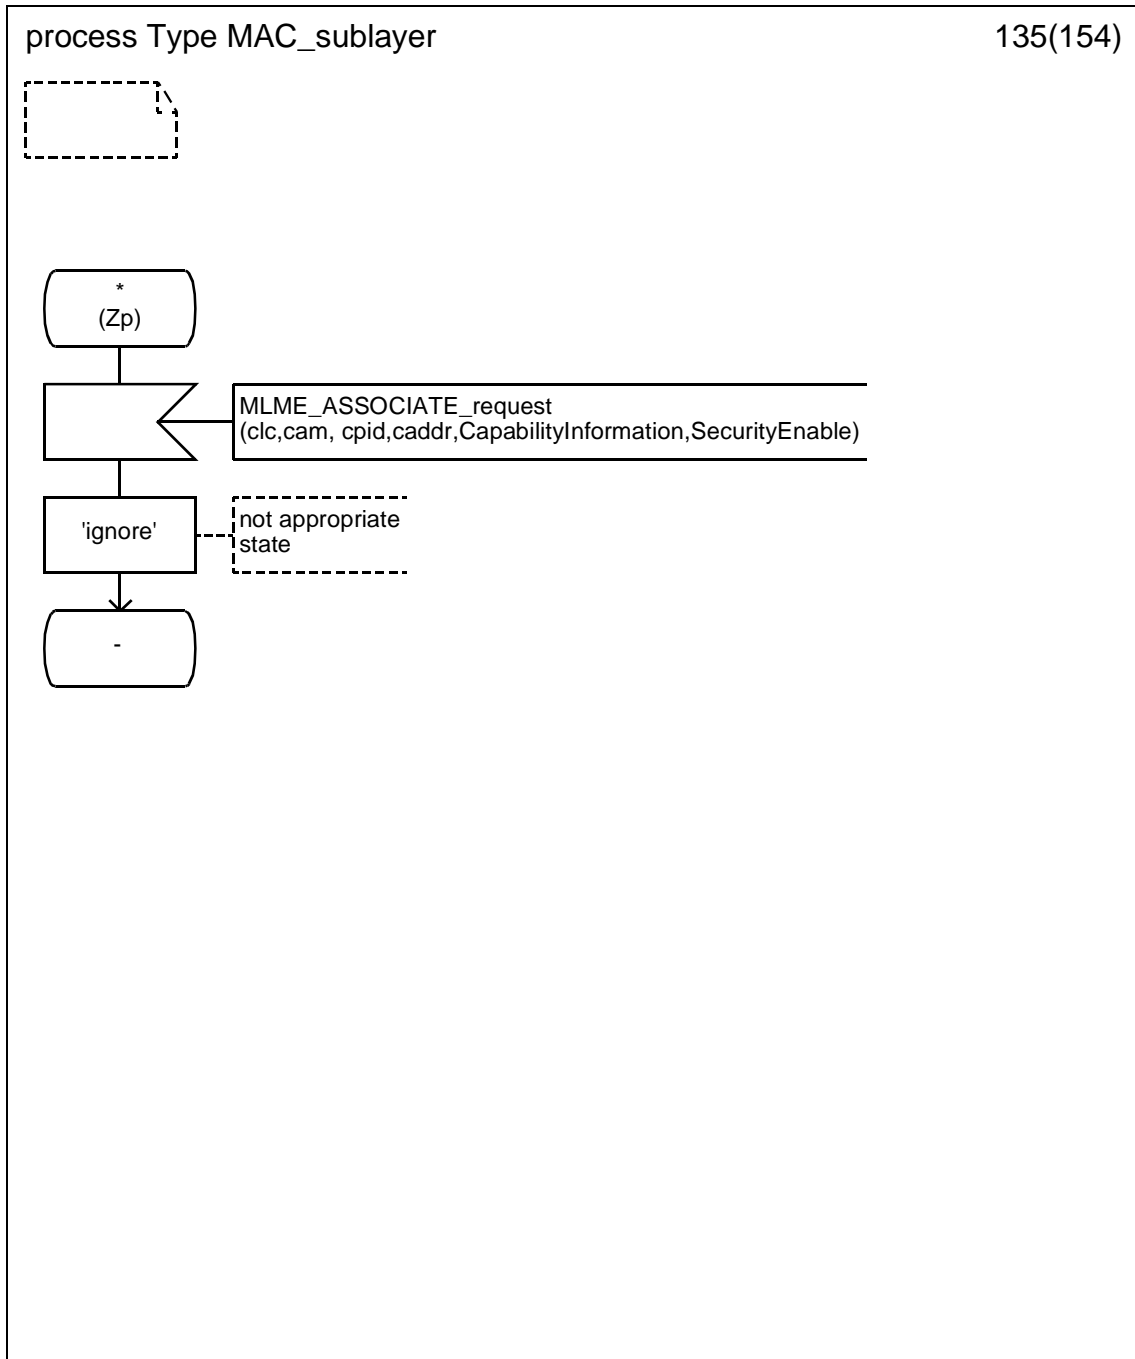 process Type MAC_sublayer 135(154)
*
(Zp)
MLME_ASSOCIATE_request
(clc,cam, cpid,caddr,CapabilityInformation,SecurityEnable)
'ignore'
not appropriate
state
-